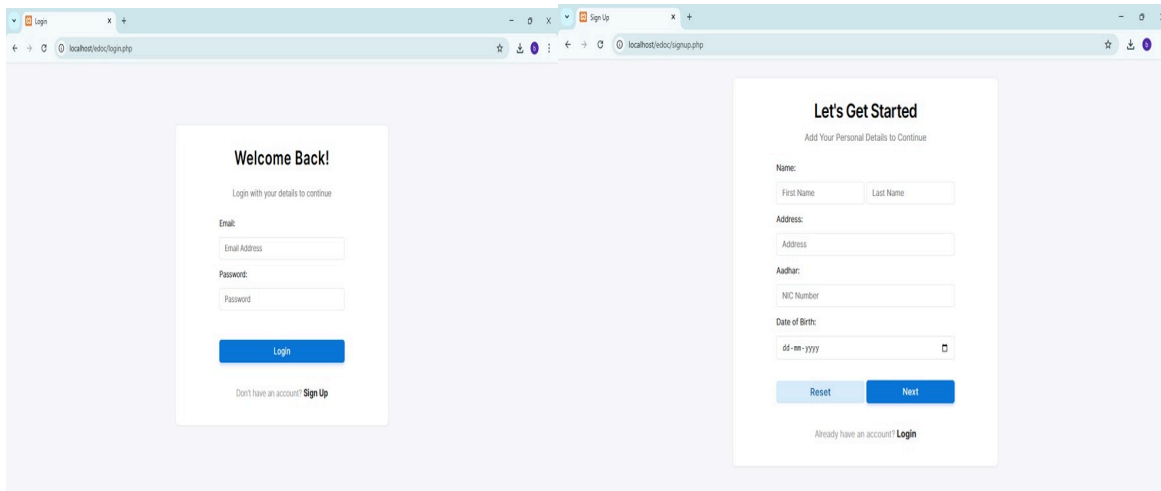 Login
localhost/edoc/login.php
Welcome Back!
Login with your details to continue
Email:
Email Address
Password:
Password
Login
Don't have an account? Sign Up
Sign Up
localhost/edoc/signup.php
Let's Get Started
Add Your Personal Details to Continue
Name:
First Name Last Name
Address:
Address
Aadhar:
NIC Number
Date of Birth:
dd-mm-yyyy
Reset Next
Already have an account? Login